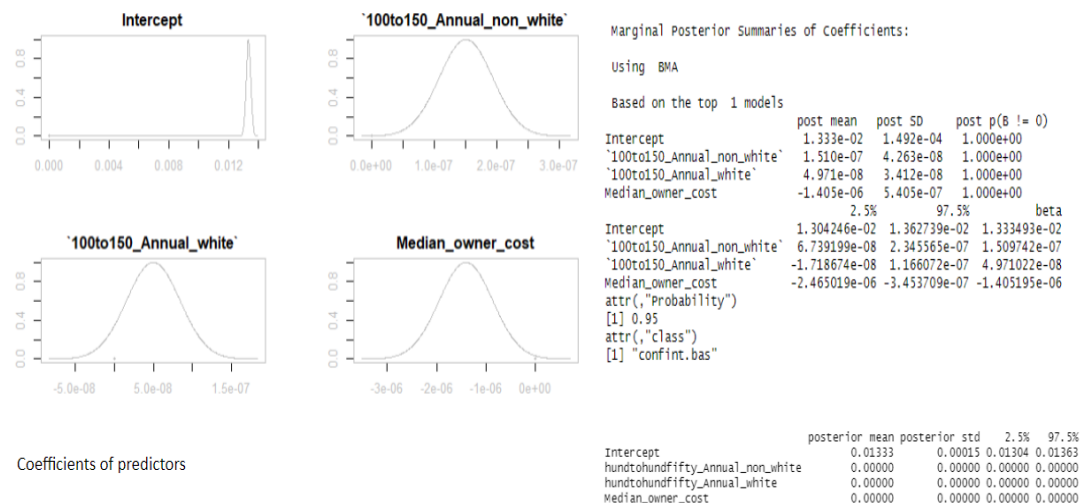 Intercept
0.0 0.4 0.8
0.000 0.004 0.008 0.012
`100to150_Annual_non_white`
0.0 0.4 0.8
0.0e+00 1.0e-07 2.0e-07 3.0e-07
`100to150_Annual_white`
0.0 0.4 0.8
-5.0e-08 5.0e-08 1.5e-07
Median_owner_cost
0.0 0.4 0.8
-3e-06 -2e-06 -1e-06 0e+00
Coefficients of predictors
Marginal Posterior Summaries of Coefficients:
Using BMA
Based on the top 1 models
post mean post SD post p(B != 0)
Intercept 1.333e-02 1.492e-04 1.000e+00
`100to150_Annual_non_white` 1.510e-07 4.263e-08 1.000e+00
`100to150_Annual_white` 4.971e-08 3.412e-08 1.000e+00
Median_owner_cost -1.405e-06 5.405e-07 1.000e+00
2.5% 97.5% beta
Intercept 1.304246e-02 1.362739e-02 1.333493e-02
`100to150_Annual_non_white` 6.739199e-08 2.345565e-07 1.509742e-07
`100to150_Annual_white` -1.718674e-08 1.166072e-07 4.971022e-08
Median_owner_cost -2.465019e-06 -3.453709e-07 -1.405195e-06
attr(,"Probability")
[1] 0.95
attr(,"class")
[1] "confint.bas"
posterior mean posterior std 2.5% 97.5%
Intercept 0.01333 0.00015 0.01304 0.01363
hundtohundfifty_Annual_non_white 0.00000 0.00000 0.00000 0.00000
hundtohundfifty_Annual_white 0.00000 0.00000 0.00000 0.00000
Median_owner_cost 0.00000 0.00000 0.00000 0.00000